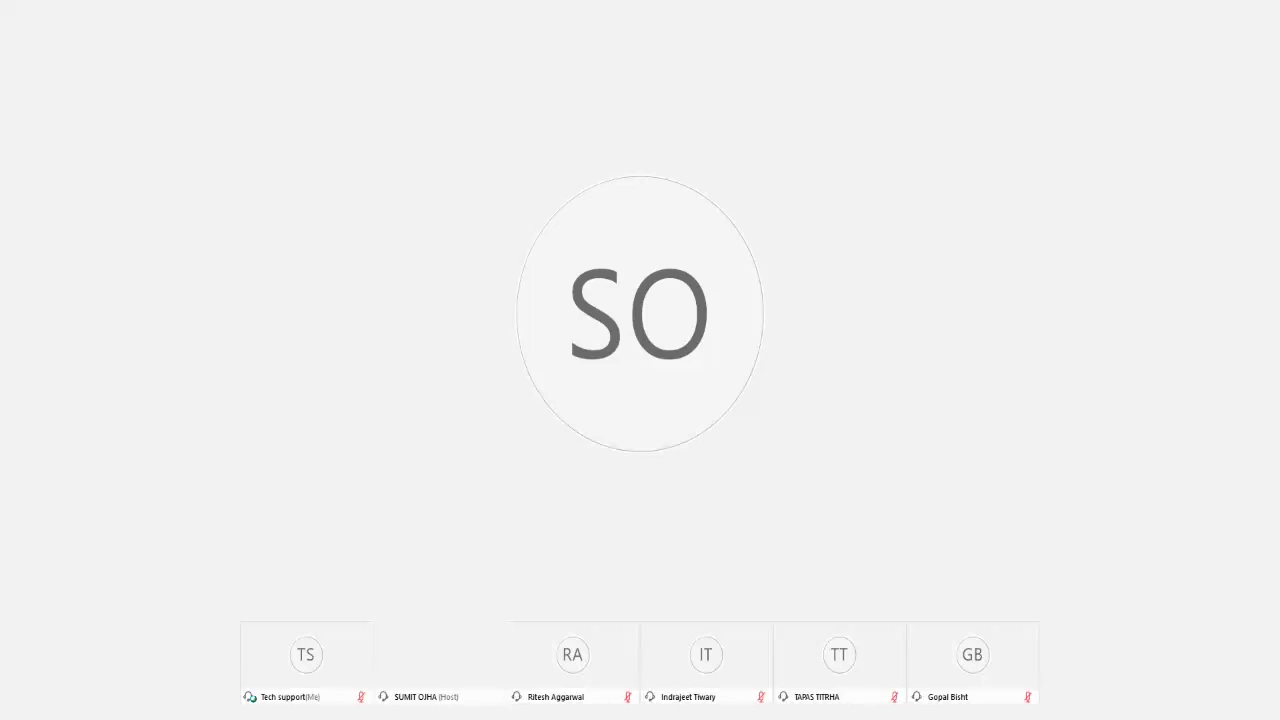 SO
TS
RA
IT
TT
GB
Tech support(Me)
SUMIT OJHA (Host)
Ritesh Aggarwal
Indrajeet Tiwary
TAPAS TITRHA
Gopal Bisht